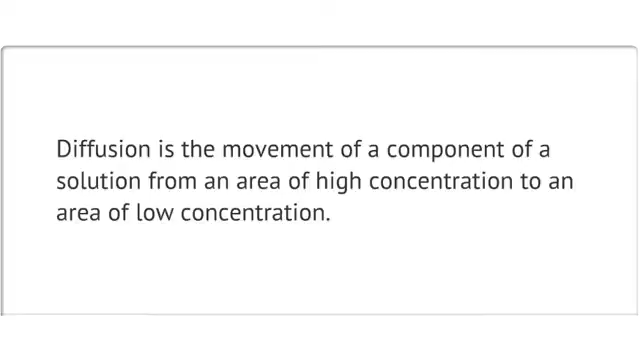 Diffusion is the movement of a component of a
solution from an area of high concentration to an
area of low concentration.